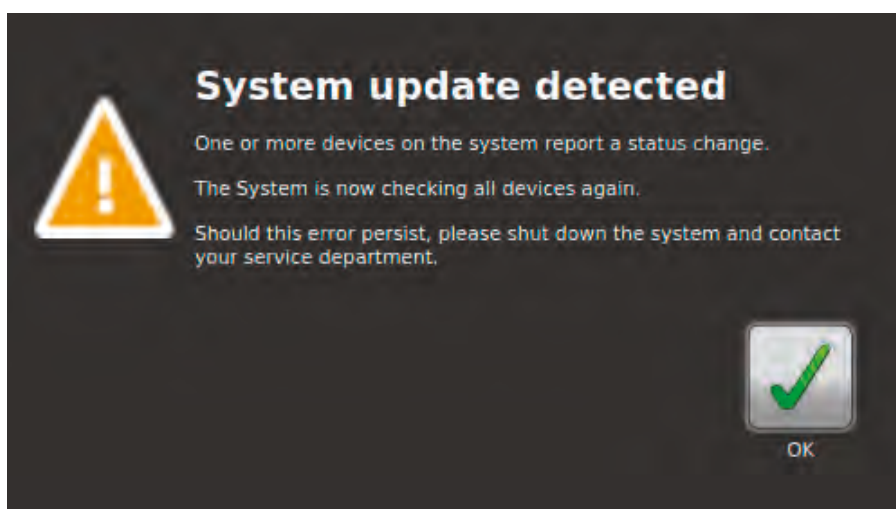 System update detected
One or more devices on the system report a status change.
The System is now checking all devices again.
Should this error persist, please shut down the system and contact
your service department.
OK